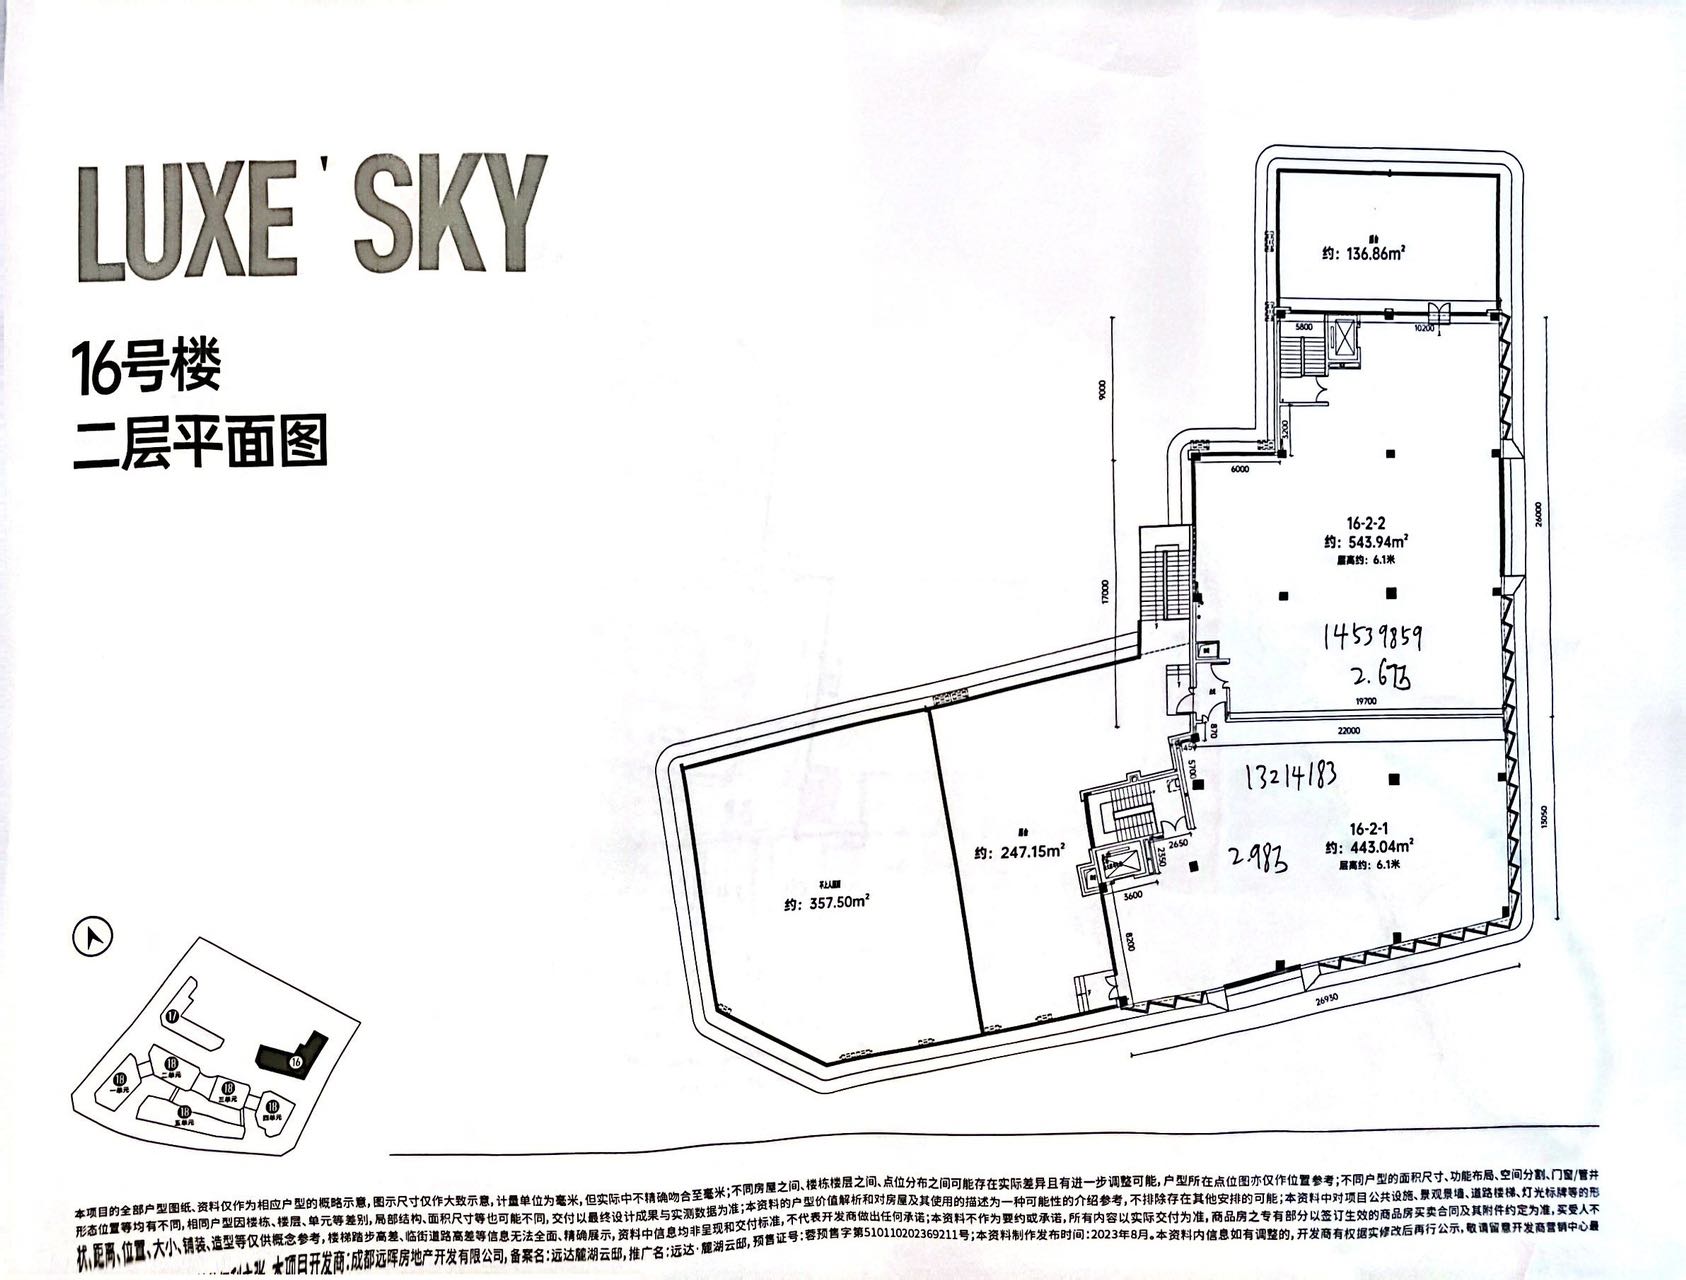 LUXE'SKY
16号楼
二层平面图
露台
约：136.86m²
5800
10200
9000
3200
6000
16-2-2
约：543.94m²
层高约：6.1米
26000
17000
14539859
2.67万
19700
870
22000
1450
5700
13214183
16-2-1
约：443.04m²
层高约：6.1米
2.98万
13050
露台
约：247.15m²
2650
2350
3600
8200
不上人屋面
约：357.50m²
26930
17
16
18
一单元
18
二单元
18
三单元
18
四单元
18
五单元
本项目的全部户型图纸、资料仅作为相应户型的概略示意，图示尺寸仅作大致示意，计量单位为毫米，但实际中不精确吻合至毫米；不同房屋之间、楼栋楼层之间、点位分布之间可能存在实际差异且有进一步调整可能，户型所在点位图亦仅作位置参考；不同户型的面积尺寸、功能布局、空间分割、门窗/管井
形态位置等均有不同，相同户型因楼栋、楼层、单元等差别，局部结构、面积尺寸等也可能不同，交付以最终设计成果与实测数据为准；本资料的户型价值解析和对房屋及其使用的描述为一种可能性的介绍参考，不排除存在其他安排的可能；本资料中对项目公共设施、景观景墙、道路楼梯、灯光标牌等的形
状、距离、位置、大小、铺装、造型等仅供概念参考，楼梯踏步高差、临街道路高差等信息无法全面、精确展示，资料中信息均非呈现和交付标准，不代表开发商做出任何承诺；本资料不作为要约或承诺，所有内容以实际交付为准，商品房之专有部分以签订生效的商品房买卖合同及其附件约定为准，买受人不
本项目开发商：成都远晖房地产开发有限公司，备案名：远达麓湖云邸，推广名：远达·麓湖云邸，预售证号：蓉预售字第510110202369211号；本资料制作发布时间：2023年8月。本资料内信息如有调整的，开发商有权据实修改后再行公示，敬请留意开发商营销中心最